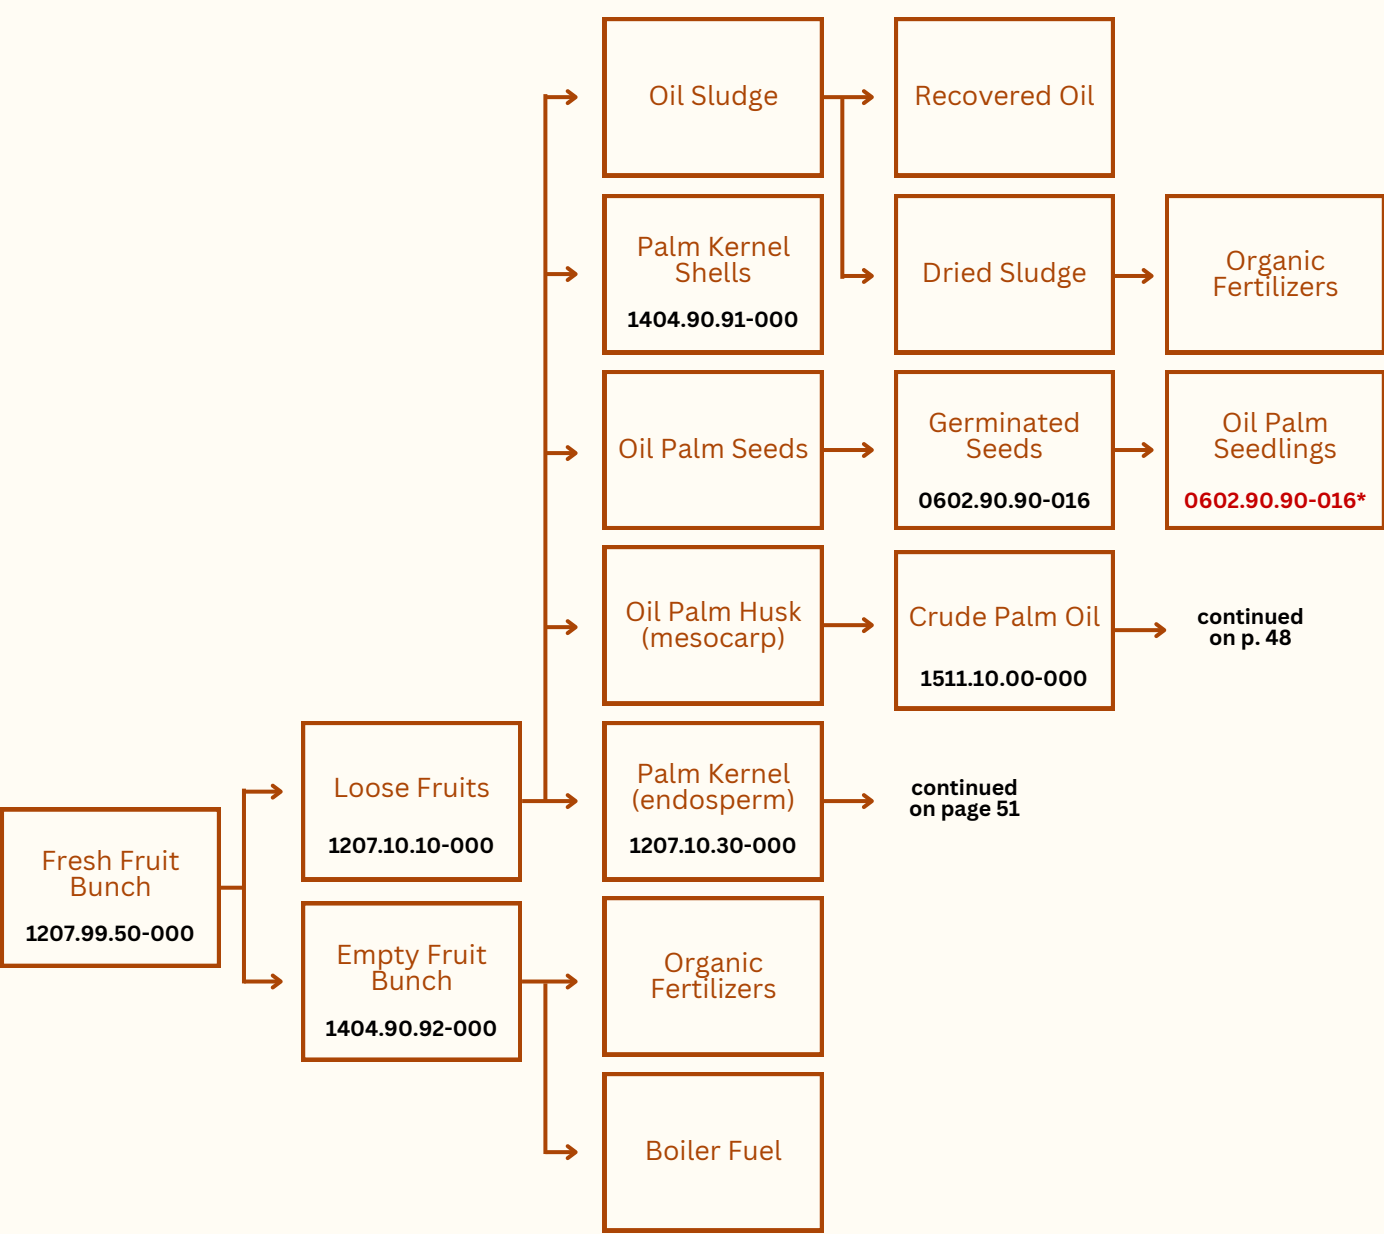 Oil Sludge
Recovered Oil
Palm Kernel
Shells
1404.90.91-000
Dried Sludge
Organic
Fertilizers
Oil Palm Seeds
Germinated
Seeds
0602.90.90-016
Oil Palm
Seedlings
0602.90.90-016*
Oil Palm Husk
(mesocarp)
Crude Palm Oil
1511.10.00-000
continued
on p. 48
Loose Fruits
1207.10.10-000
Palm Kernel
(endosperm)
1207.10.30-000
continued
on page 51
Fresh Fruit
Bunch
1207.99.50-000
Empty Fruit
Bunch
1404.90.92-000
Organic
Fertilizers
Boiler Fuel